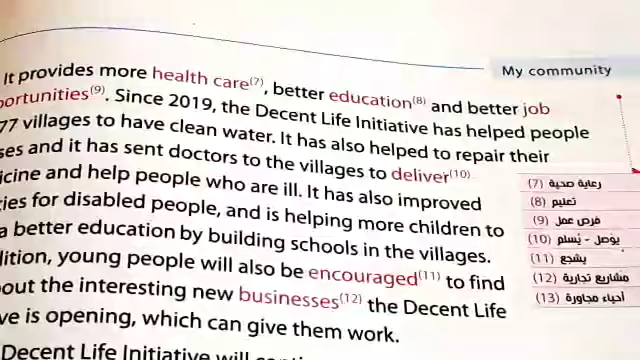 My community
It provides more health care(7), better education(8) and better job
portunities(9). Since 2019, the Decent Life Initiative has helped people
77 villages to have clean water. It has also helped to repair their
ses and it has sent doctors to the villages to deliver(10)
icine and help people who are ill. It has also improved
ies for disabled people, and is helping more children to
a better education by building schools in the villages.
lition, young people will also be encouraged(11) to find
out the interesting new businesses(12) the Decent Life
ve is opening, which can give them work.
Decent Life Initiative will
(7) رعاية صحية
(8) تعليم
(9) فرص عمل
(10) يوصل - يُسلم
(11) يشجع
(12) مشاريع تجارية
(13) أحياء مجاورة